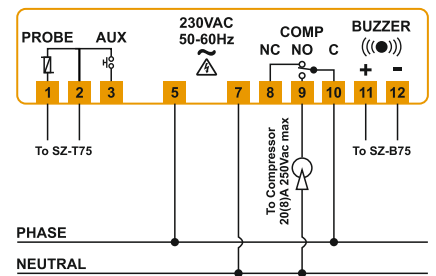 230VAC
50-60Hz
PROBE
AUX
COMP
NC NO C
BUZZER
+ -
1 2 3 5 7 8 9 10 11 12
To SZ-T75
To Compressor
20(8)A 250Vac max
To SZ-B75
PHASE
NEUTRAL